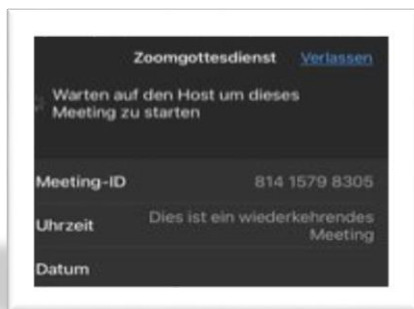 Zoomgottesdienst Verlassen
Warten auf den Host um dieses
Meeting zu starten
Meeting-ID 814 1579 8305
Uhrzeit Dies ist ein wiederkehrendes
Meeting
Datum